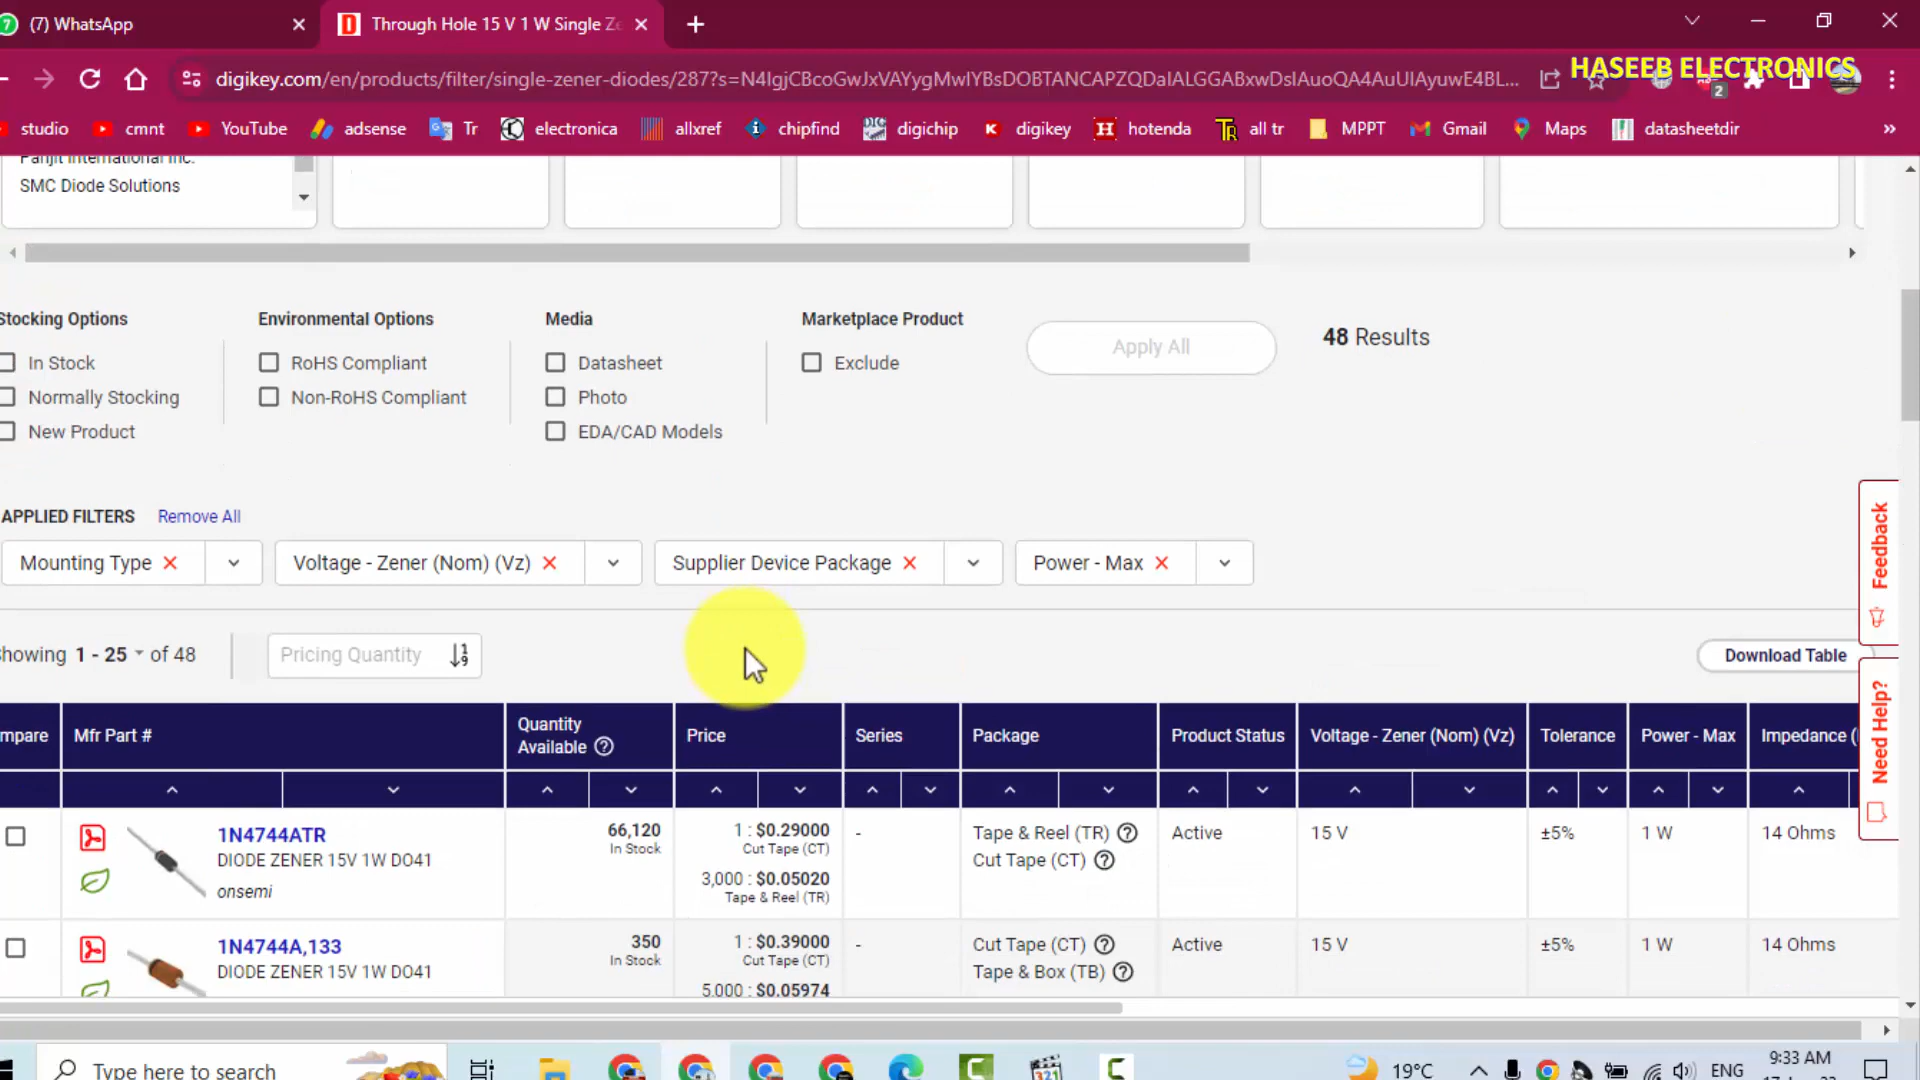 (7) WhatsApp
Through Hole 15 V 1 W Single Ze
HASEEB ELECTRONICS
digikey.com/en/products/filter/single-zener-diodes/287?s=N4IgjCBcoGwJxVAYygMwIYBsDOBTANCAPZQDaIALGGABxwDsIAuoQA4AuUIAyuwE4BL...
2
studio
cmnt
YouTube
adsense
Tr
electronica
allxref
chipfind
digichip
digikey
hotenda
all tr
MPPT
Gmail
Maps
datasheetdir
»
Panjit International Inc.
SMC Diode Solutions
Stocking Options
Environmental Options
Media
Marketplace Product
Apply All
48 Results
In Stock
RoHS Compliant
Datasheet
Exclude
Normally Stocking
Non-RoHS Compliant
Photo
New Product
EDA/CAD Models
APPLIED FILTERS Remove All
Mounting Type
Voltage - Zener (Nom) (Vz)
Supplier Device Package
Power - Max
Feedback
Need Help?
howing 1 - 25 of 48
Pricing Quantity
Download Table
mpare
Mfr Part #
Quantity Available
Price
Series
Package
Product Status
Voltage - Zener (Nom) (Vz)
Tolerance
Power - Max
Impedance (
1N4744ATR
DIODE ZENER 15V 1W DO41
onsemi
66,120
In Stock
1 : $0.29000
Cut Tape (CT)
3,000 : $0.05020
Tape & Reel (TR)
-
Tape & Reel (TR)
Cut Tape (CT)
Active
15 V
±5%
1 W
14 Ohms
1N4744A,133
DIODE ZENER 15V 1W DO41
350
In Stock
1 : $0.39000
Cut Tape (CT)
5,000 : $0.05974
-
Cut Tape (CT)
Tape & Box (TB)
Active
15 V
±5%
1 W
14 Ohms
Type here to search
19°C
ENG
9:33 AM